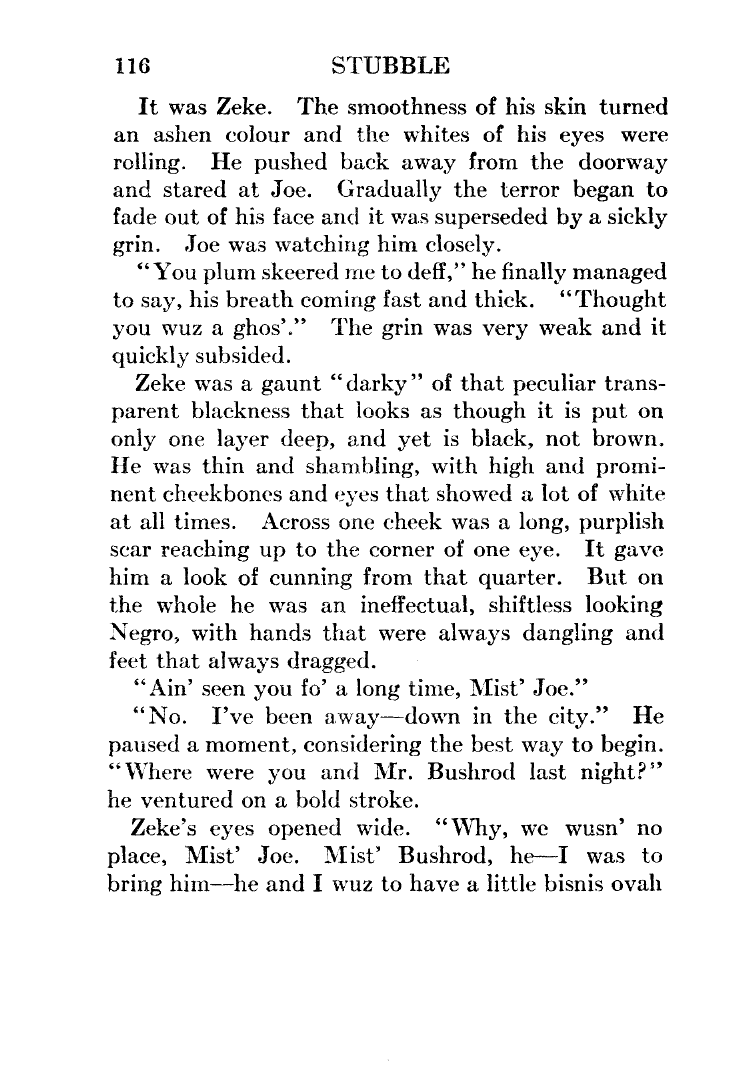 116 STUBBLE
It was Zeke. The smoothness of his skin turned
an ashen colour and the whites of his eyes were
rolling. He pushed back away from the doorway
and stared at Joe. Gradually the terror began to
fade out of his face and it was superseded by a sickly
grin. Joe was watching him closely.
“You plum skeered me to deff,” he finally managed
to say, his breath coming fast and thick. “Thought
you wuz a ghos’.” The grin was very weak and it
quickly subsided.
Zeke was a gaunt “darky” of that peculiar trans-
parent blackness that looks as though it is put on
only one layer deep, and yet is black, not brown.
He was thin and shambling, with high and promi-
nent cheekbones and eyes that showed a lot of white
at all times. Across one cheek was a long, purplish
scar reaching up to the corner of one eye. It gave
him a look of cunning from that quarter. But on
the whole he was an ineffectual, shiftless looking
Negro, with hands that were always dangling and
feet that always dragged.
“Ain’ seen you fo’ a long time, Mist’ Joe.”
“No. I’ve been away—down in the city.” He
paused a moment, considering the best way to begin.
“Where were you and Mr. Bushrod last night?”
he ventured on a bold stroke.
Zeke’s eyes opened wide. “Why, we wusn’ no
place, Mist’ Joe. Mist’ Bushrod, he—I was to
bring him—he and I wuz to have a little bisnis ovah